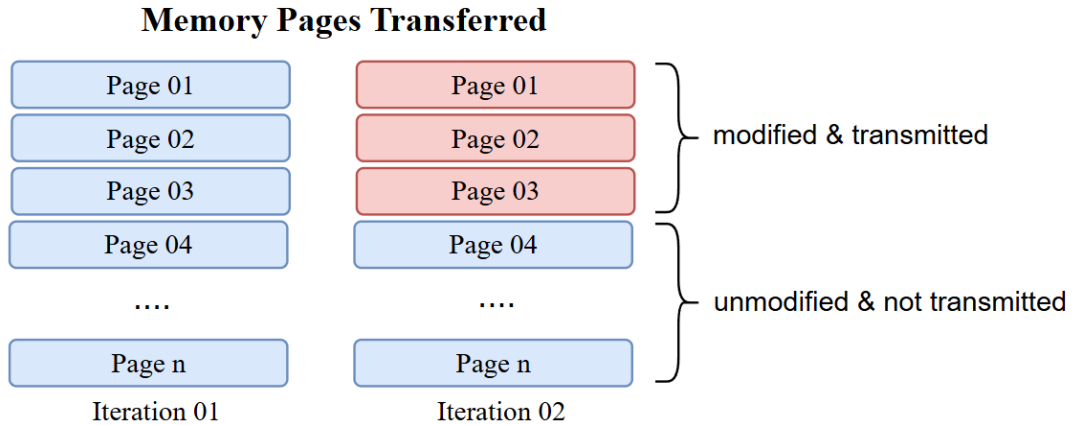 Memory Pages Transferred
Page 01
Page 02
Page 03
Page 04
....
Page n
Iteration 01
Page 01
Page 02
Page 03
Page 04
....
Page n
Iteration 02
modified & transmitted
unmodified & not transmitted